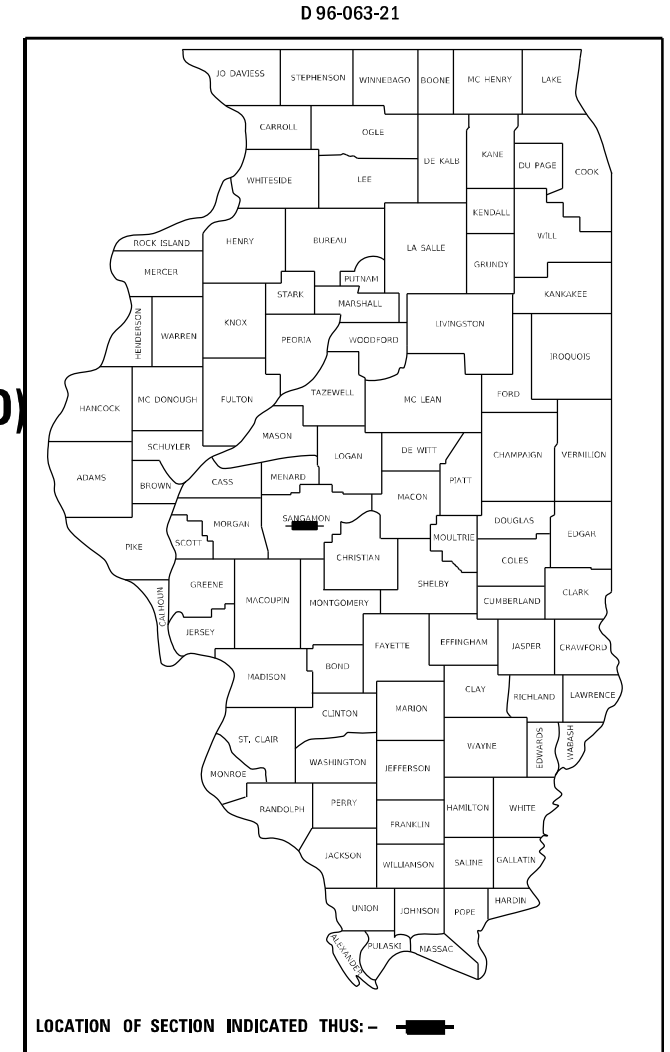 D 96-063-21
JO DAVIESS STEPHENSON WINNEBAGO BOONE MC HENRY LAKE
CARROLL OGLE
DE KALB KANE DU PAGE COOK
WHITESIDE LEE
KENDALL
ROCK ISLAND HENRY BUREAU LA SALLE WILL
MERCER PUTNAM GRUNDY
STARK MARSHALL KANKAKEE
HENDERSON WARREN KNOX PEORIA WOODFORD LIVINGSTON
IROQUOIS
0)
HANCOCK MC DONOUGH FULTON TAZEWELL MC LEAN FORD
MASON
SCHUYLER LOGAN DE WITT CHAMPAIGN VERMILION
ADAMS BROWN CASS MENARD PIATT
MACON
MORGAN SANGAMON DOUGLAS
PIKE SCOTT MOULTRIE EDGAR
CHRISTIAN COLES
GREENE SHELBY
CALHOUN MACOUPIN MONTGOMERY CUMBERLAND CLARK
JERSEY
FAYETTE EFFINGHAM JASPER CRAWFORD
MADISON BOND
CLAY RICHLAND LAWRENCE
CLINTON MARION
ST. CLAIR WAYNE EDWARDS WABASH
MONROE WASHINGTON JEFFERSON
RANDOLPH PERRY HAMILTON WHITE
FRANKLIN
JACKSON WILLIAMSON SALINE GALLATIN
HARDIN
UNION JOHNSON POPE
ALEXANDER PULASKI MASSAC
LOCATION OF SECTION INDICATED THUS: –